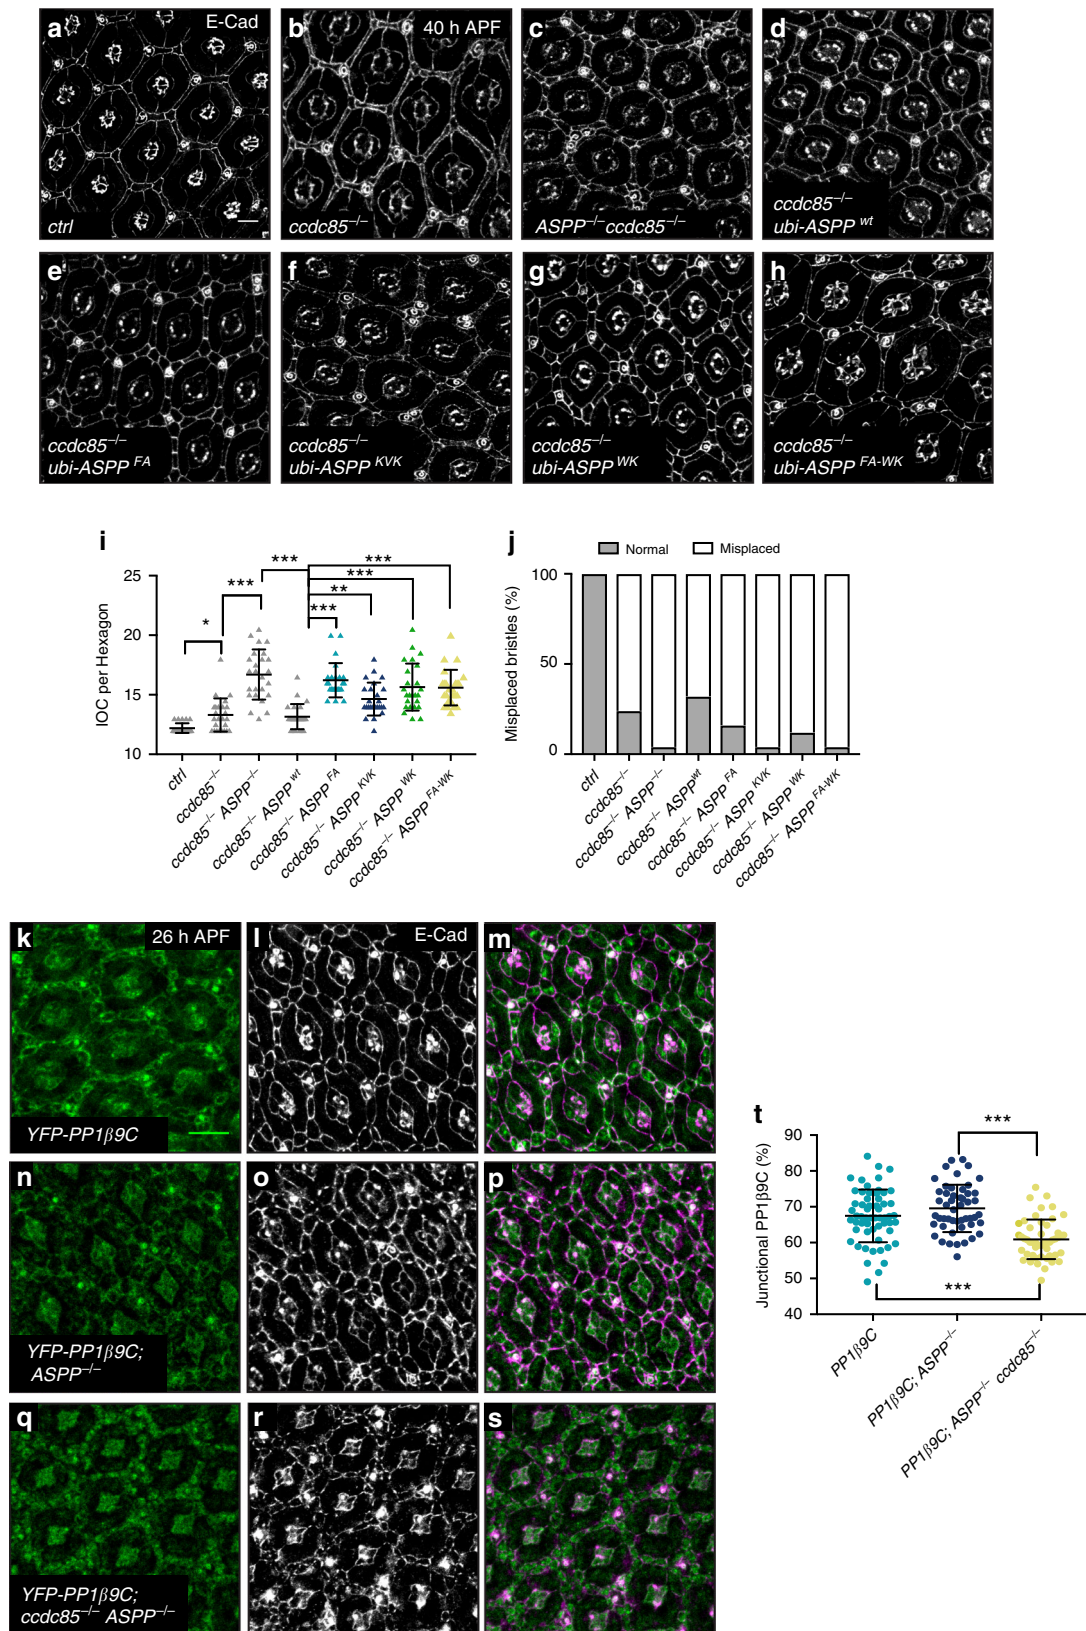 a
E-Cad
ctrl
b
40 h APF
ccdc85–/–
c
ASPP–/– ccdc85–/–
d
ccdc85–/–
ubi-ASPP wt
e
ccdc85–/–
ubi-ASPP FA
f
ccdc85–/–
ubi-ASPP KVK
g
ccdc85–/–
ubi-ASPP WK
h
ccdc85–/–
ubi-ASPP FA-WK
i
IOC per Hexagon
25
20
15
10
*
***
***
***
**
***
***
ctrl
ccdc85–/–
ccdc85–/– ASPP–/–
ccdc85–/– ASPP wt
ccdc85–/– ASPP FA
ccdc85–/– ASPP KVK
ccdc85–/– ASPP WK
ccdc85–/– ASPP FA-WK
j
Normal
Misplaced
Misplaced bristles (%)
100
50
0
ctrl
ccdc85–/–
ccdc85–/– ASPP–/–
ccdc85–/– ASPP wt
ccdc85–/– ASPP FA
ccdc85–/– ASPP KVK
ccdc85–/– ASPP WK
ccdc85–/– ASPP FA-WK
k
26 h APF
YFP-PP1β9C
l
E-Cad
m
n
YFP-PP1β9C;
ASPP–/–
o
p
q
YFP-PP1β9C;
ccdc85–/– ASPP–/–
r
s
t
Junctional PP1β9C (%)
90
80
70
60
50
40
***
***
PP1β9C
PP1β9C; ASPP–/–
PP1β9C; ASPP–/– ccdc85–/–